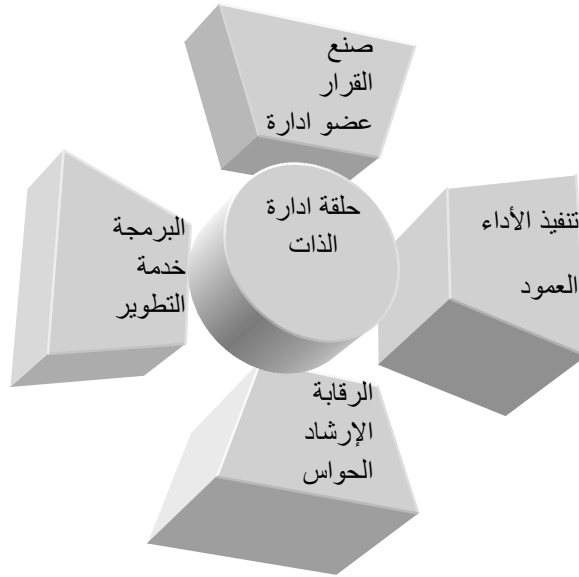 صنع
القرار
عضو ادارة
حلقة ادارة
الذات
تنفيذ الأداء
العمود
البرمجة
خدمة
التطوير
الرقابة
الإرشاد
الحواس